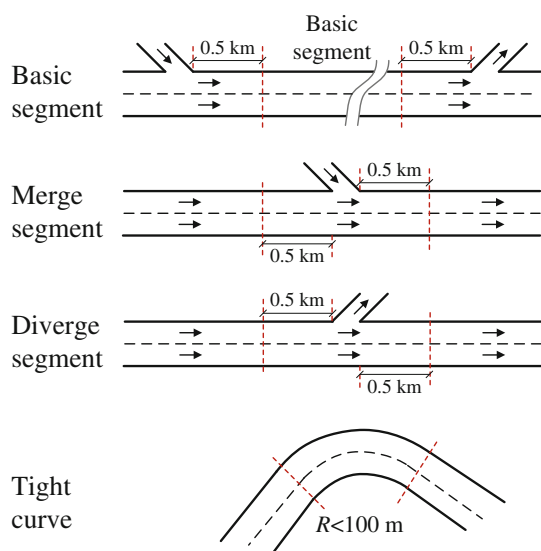 0.5 km
Basic
segment
0.5 km
Basic
segment
Merge
segment
0.5 km
0.5 km
Diverge
segment
0.5 km
0.5 km
Tight
curve
R<100 m